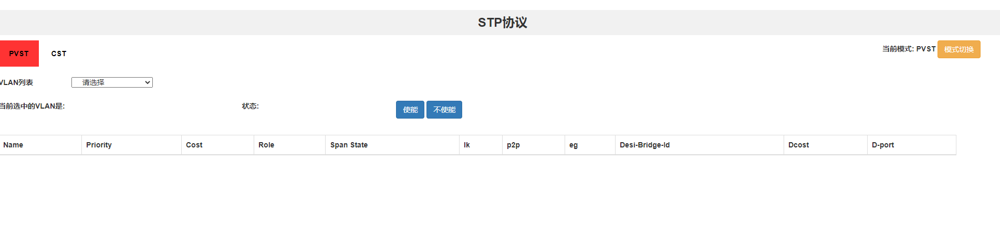 STP协议
PVST CST 当前模式: PVST 模式切换
VLAN列表 请选择
当前选中的VLAN是: 状态: 使能 不使能
Name Priority Cost Role Span State lk p2p eg Desi-Bridge-Id Dcost D-port